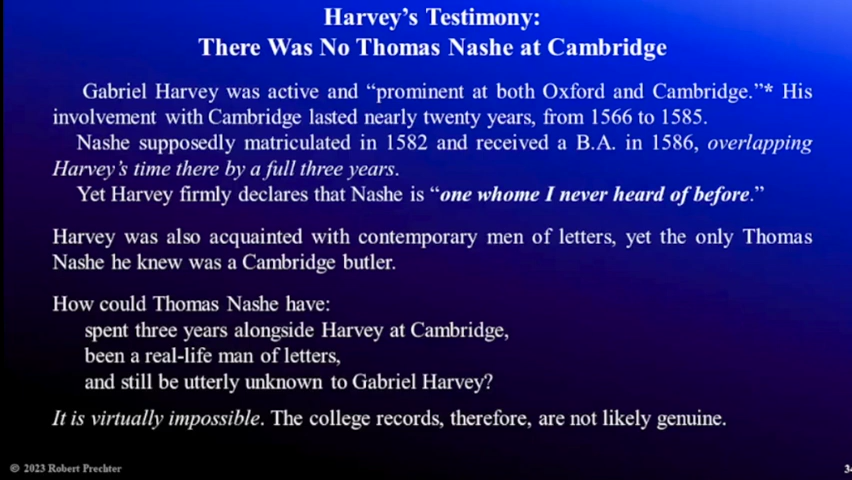 Harvey's Testimony:
There Was No Thomas Nashe at Cambridge
Gabriel Harvey was active and “prominent at both Oxford and Cambridge.”* His
involvement with Cambridge lasted nearly twenty years, from 1566 to 1585.
Nashe supposedly matriculated in 1582 and received a B.A. in 1586, overlapping
Harvey's time there by a full three years.
Yet Harvey firmly declares that Nashe is “one whome I never heard of before.”
Harvey was also acquainted with contemporary men of letters, yet the only Thomas
Nashe he knew was a Cambridge butler.
How could Thomas Nashe have:
spent three years alongside Harvey at Cambridge,
been a real-life man of letters,
and still be utterly unknown to Gabriel Harvey?
It is virtually impossible. The college records, therefore, are not likely genuine.
© 2023 Robert Prechter